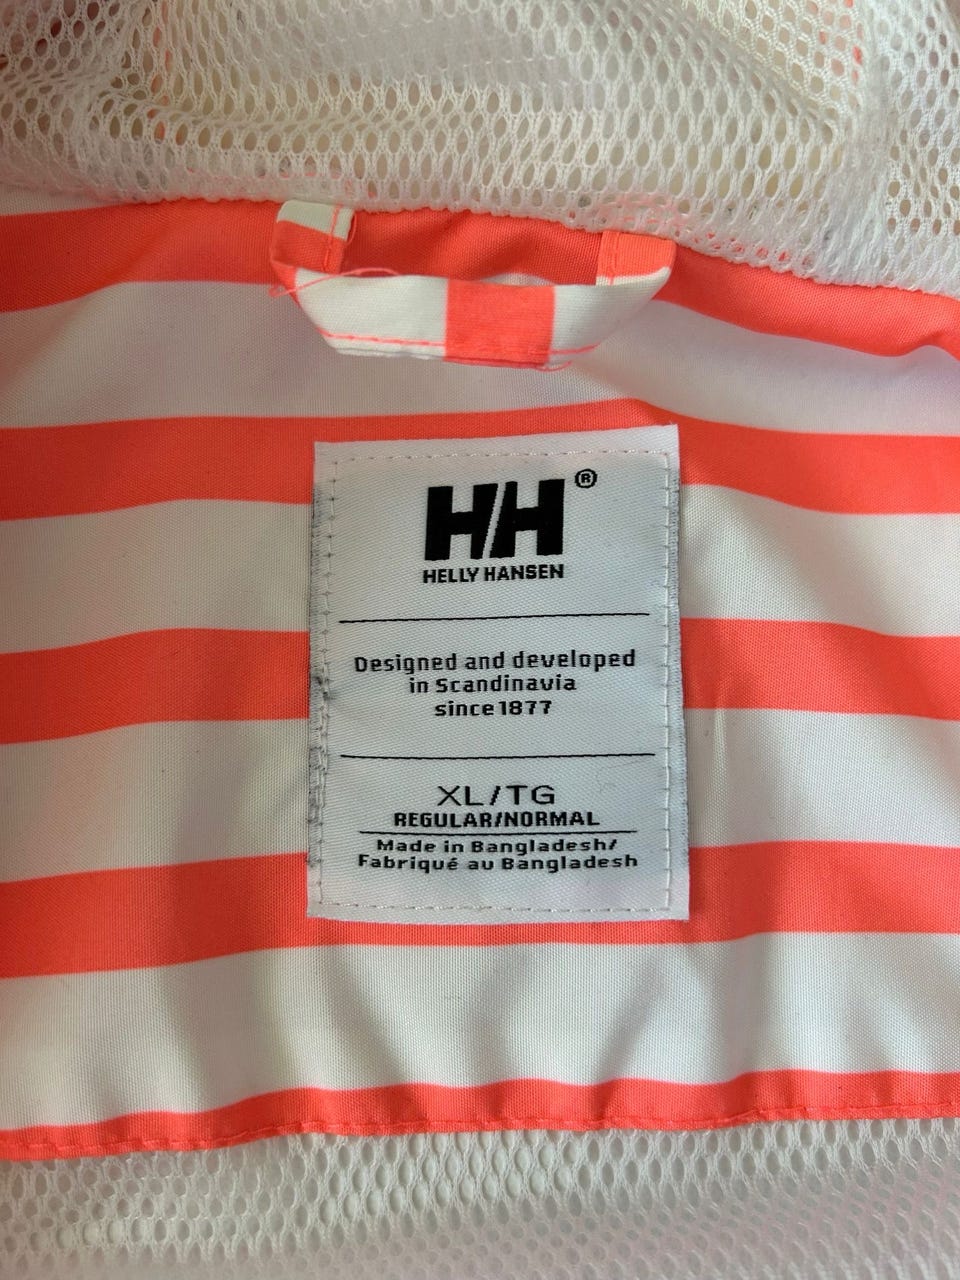 HH®
HELLY HANSEN
Designed and developed
in Scandinavia
since 1877
XL/TG
REGULAR/NORMAL
Made in Bangladesh/
Fabriqué au Bangladesh